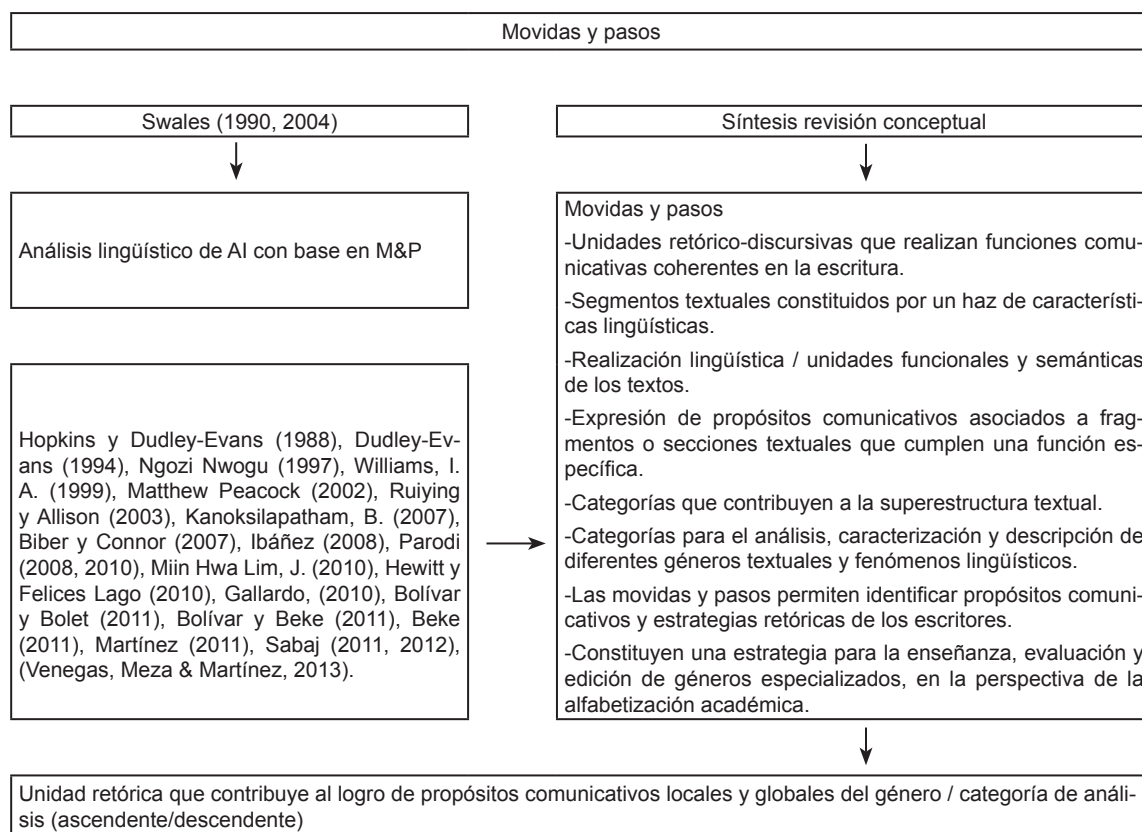 Movidas y pasos
Swales (1990, 2004)
Análisis lingüístico de AI con base en M&P
Hopkins y Dudley-Evans (1988), Dudley-Ev-
ans (1994), Ngozi Nwogu (1997), Williams, I.
A. (1999), Matthew Peacock (2002), Ruiying
y Allison (2003), Kanoksilapatham, B. (2007),
Biber y Connor (2007), Ibáñez (2008), Parodi
(2008, 2010), Miin Hwa Lim, J. (2010), Hewitt y
Felices Lago (2010), Gallardo, (2010), Bolívar
y Bolet (2011), Bolívar y Beke (2011), Beke
(2011), Martínez (2011), Sabaj (2011, 2012),
(Venegas, Meza & Martínez, 2013).
Síntesis revisión conceptual
Movidas y pasos
-Unidades retórico-discursivas que realizan funciones comu-
nicativas coherentes en la escritura.
-Segmentos textuales constituidos por un haz de característi-
cas lingüísticas.
-Realización lingüística / unidades funcionales y semánticas
de los textos.
-Expresión de propósitos comunicativos asociados a frag-
mentos o secciones textuales que cumplen una función es-
pecífica.
-Categorías que contribuyen a la superestructura textual.
-Categorías para el análisis, caracterización y descripción de
diferentes géneros textuales y fenómenos lingüísticos.
-Las movidas y pasos permiten identificar propósitos comuni-
cativos y estrategias retóricas de los escritores.
-Constituyen una estrategia para la enseñanza, evaluación y
edición de géneros especializados, en la perspectiva de la
alfabetización académica.
Unidad retórica que contribuye al logro de propósitos comunicativos locales y globales del género / categoría de análi-
sis (ascendente/descendente)